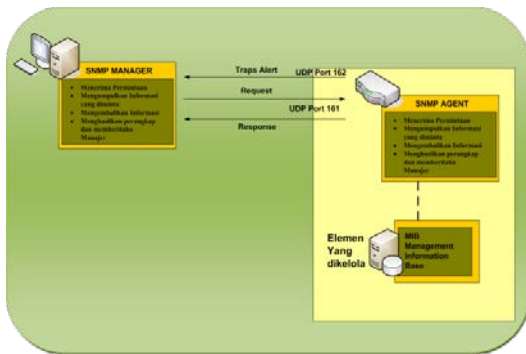 SNMP MANAGER
• Menerima Permintaan
• Mengumpulkan Informasi
yang diminta
• Mengembalikan Informasi
• Menghasilkan perangkap
dan memberitahu
Manajer
Traps Alert
UDP Port 162
Request
UDP Port 161
Response
SNMP AGENT
• Menerima Permintaan
• Mengumpulkan Informasi
yang diminta
• Mengembalikan Informasi
• Menghasilkan perangkap
dan memberitahu
Manajer
Elemen
Yang
dikelola
MIB
Management
Information
Base